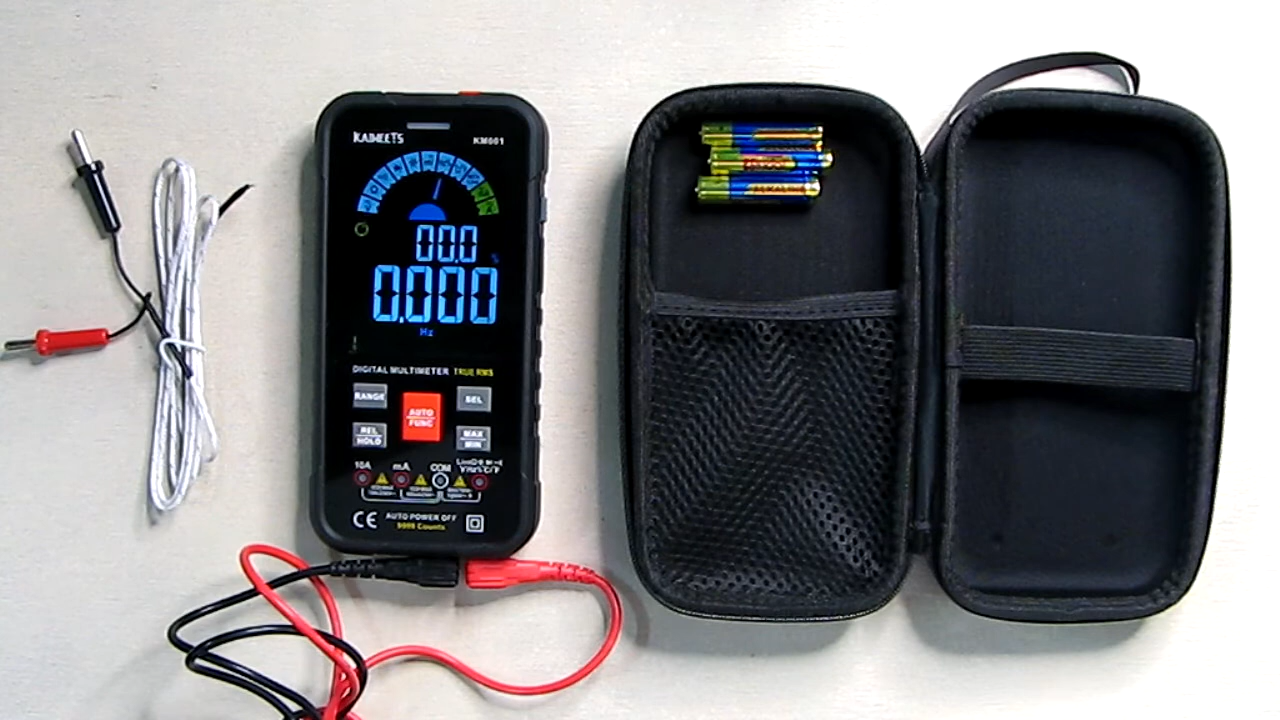 KAIWEETS
KM601
00.0
%
0.000
Hz
DIGITAL MULTIMETER TRUE RMS
RANGE
AUTO
FUNC
SEL
REL
HOLD
MAX
MIN
10A
mA
COM
CE
AUTO POWER OFF
9999 Counts
ALKALINE